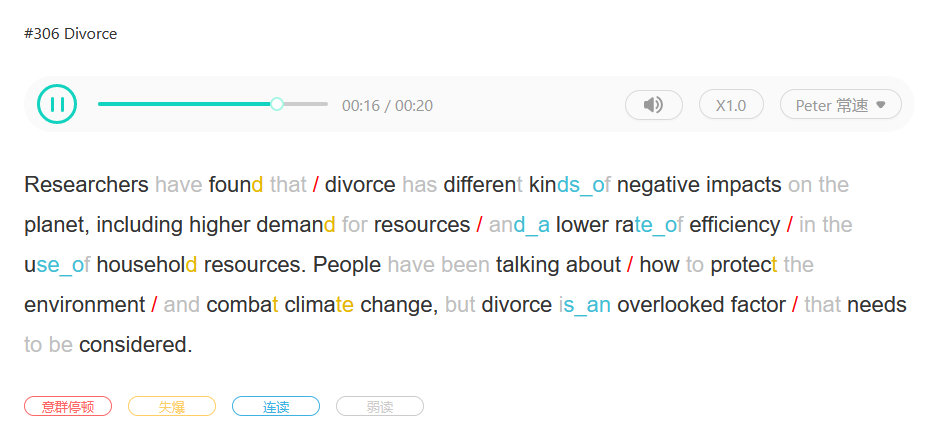 #306 Divorce
00:16 / 00:20
X1.0
Peter 常速
Researchers have found that / divorce has different kinds_of negative impacts on the
planet, including higher demand for resources / and_a lower rate_of efficiency / in the
use_of household resources. People have been talking about / how to protect the
environment / and combat climate change, but divorce is_an overlooked factor / that needs
to be considered.
意群停顿
失爆
连读
弱读